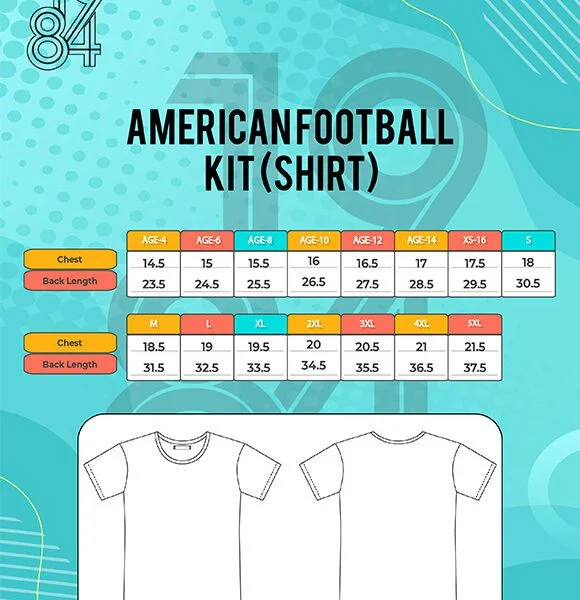 1984
19
AMERICAN FOOTBALL
KIT (SHIRT)
84
AGE-4 AGE-6 AGE-8 AGE-10 AGE-12 AGE-14 XS-16 S
Chest 14.5 15 15.5 16 16.5 17 17.5 18
Back Length 23.5 24.5 25.5 26.5 27.5 28.5 29.5 30.5
M L XL 2XL 3XL 4XL 5XL
Chest 18.5 19 19.5 20 20.5 21 21.5
Back Length 31.5 32.5 33.5 34.5 35.5 36.5 37.5